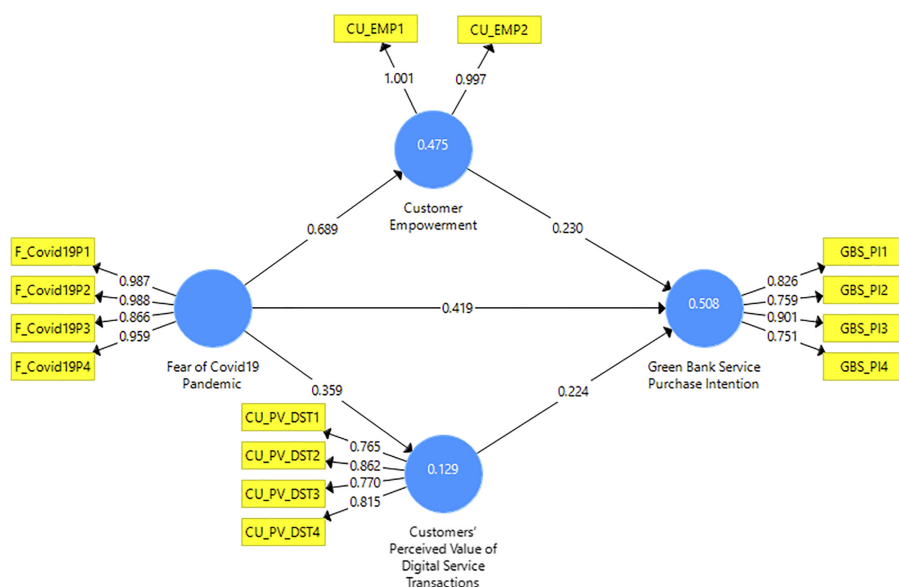 CU_EMP1
CU_EMP2
1.001
0.997
0.475
Customer
Empowerment
0.689
0.230
F_Covid19P1
F_Covid19P2
F_Covid19P3
F_Covid19P4
0.987
0.988
0.866
0.959
Fear of Covid19
Pandemic
0.419
0.508
Green Bank Service
Purchase Intention
0.826
0.759
0.901
0.751
GBS_PI1
GBS_PI2
GBS_PI3
GBS_PI4
0.359
0.224
CU_PV_DST1
CU_PV_DST2
CU_PV_DST3
CU_PV_DST4
0.765
0.862
0.770
0.815
0.129
Customers'
Perceived Value of
Digital Service
Transactions